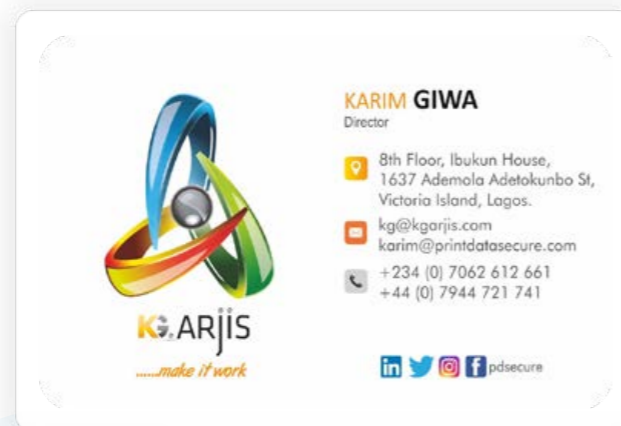 KARIM GIWA
Director
8th Floor, Ibukun House,
1637 Ademola Adetokunbo St,
Victoria Island, Lagos.
kg@kgarjis.com
karim@printdatasecure.com
+234 (0) 7062 612 661
+44 (0) 7944 721 741
KG.ARJIS
......make it work
in f pdsecure